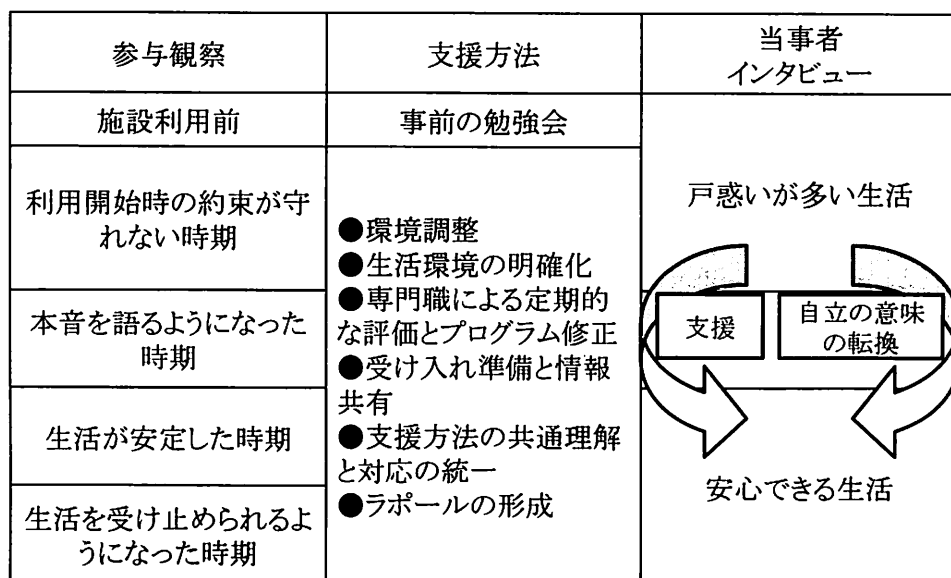 参与観察
支援方法
当事者
インタビュー
施設利用前
事前の勉強会
利用開始時の約束が守
れない時期
本音を語るようになった
時期
生活が安定した時期
生活を受け止められるよ
うになった時期
●環境調整
●生活環境の明確化
●専門職による定期的
な評価とプログラム修正
●受け入れ準備と情報
共有
●支援方法の共通理解
と対応の統一
●ラポールの形成
戸惑いが多い生活
支援
自立の意味
の転換
安心できる生活